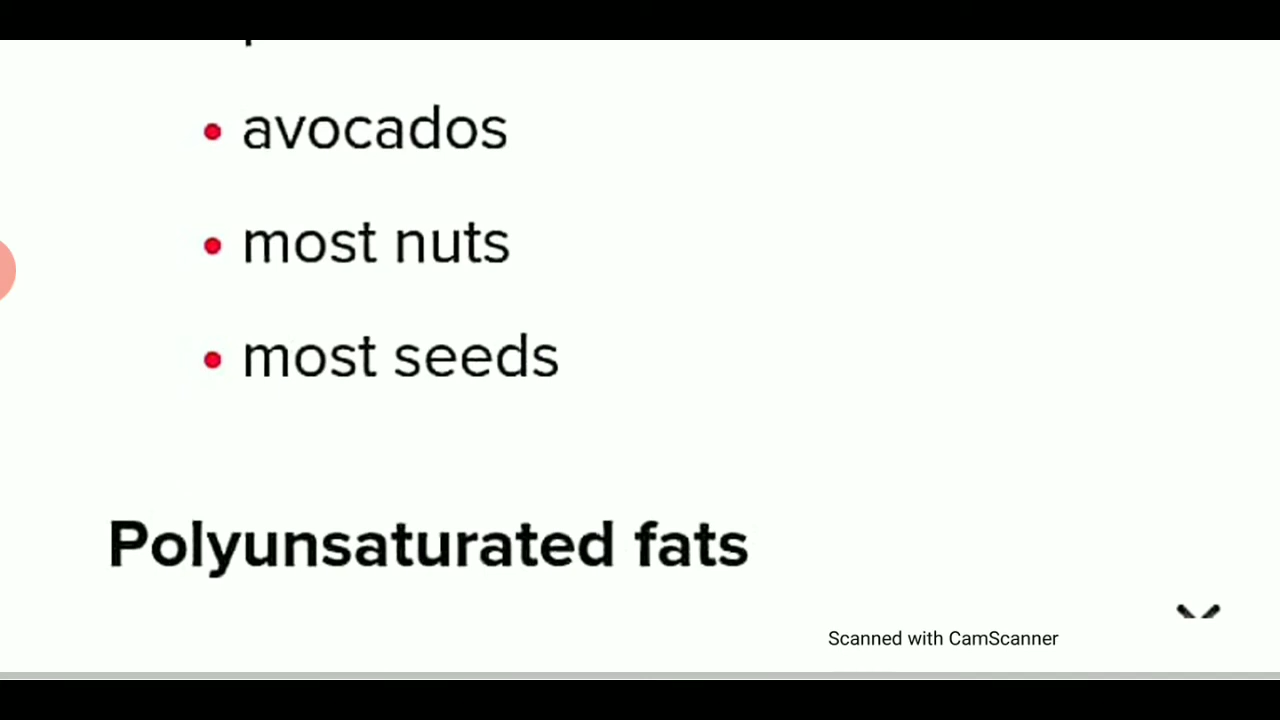 • avocados
• most nuts
• most seeds
Polyunsaturated fats
Scanned with CamScanner